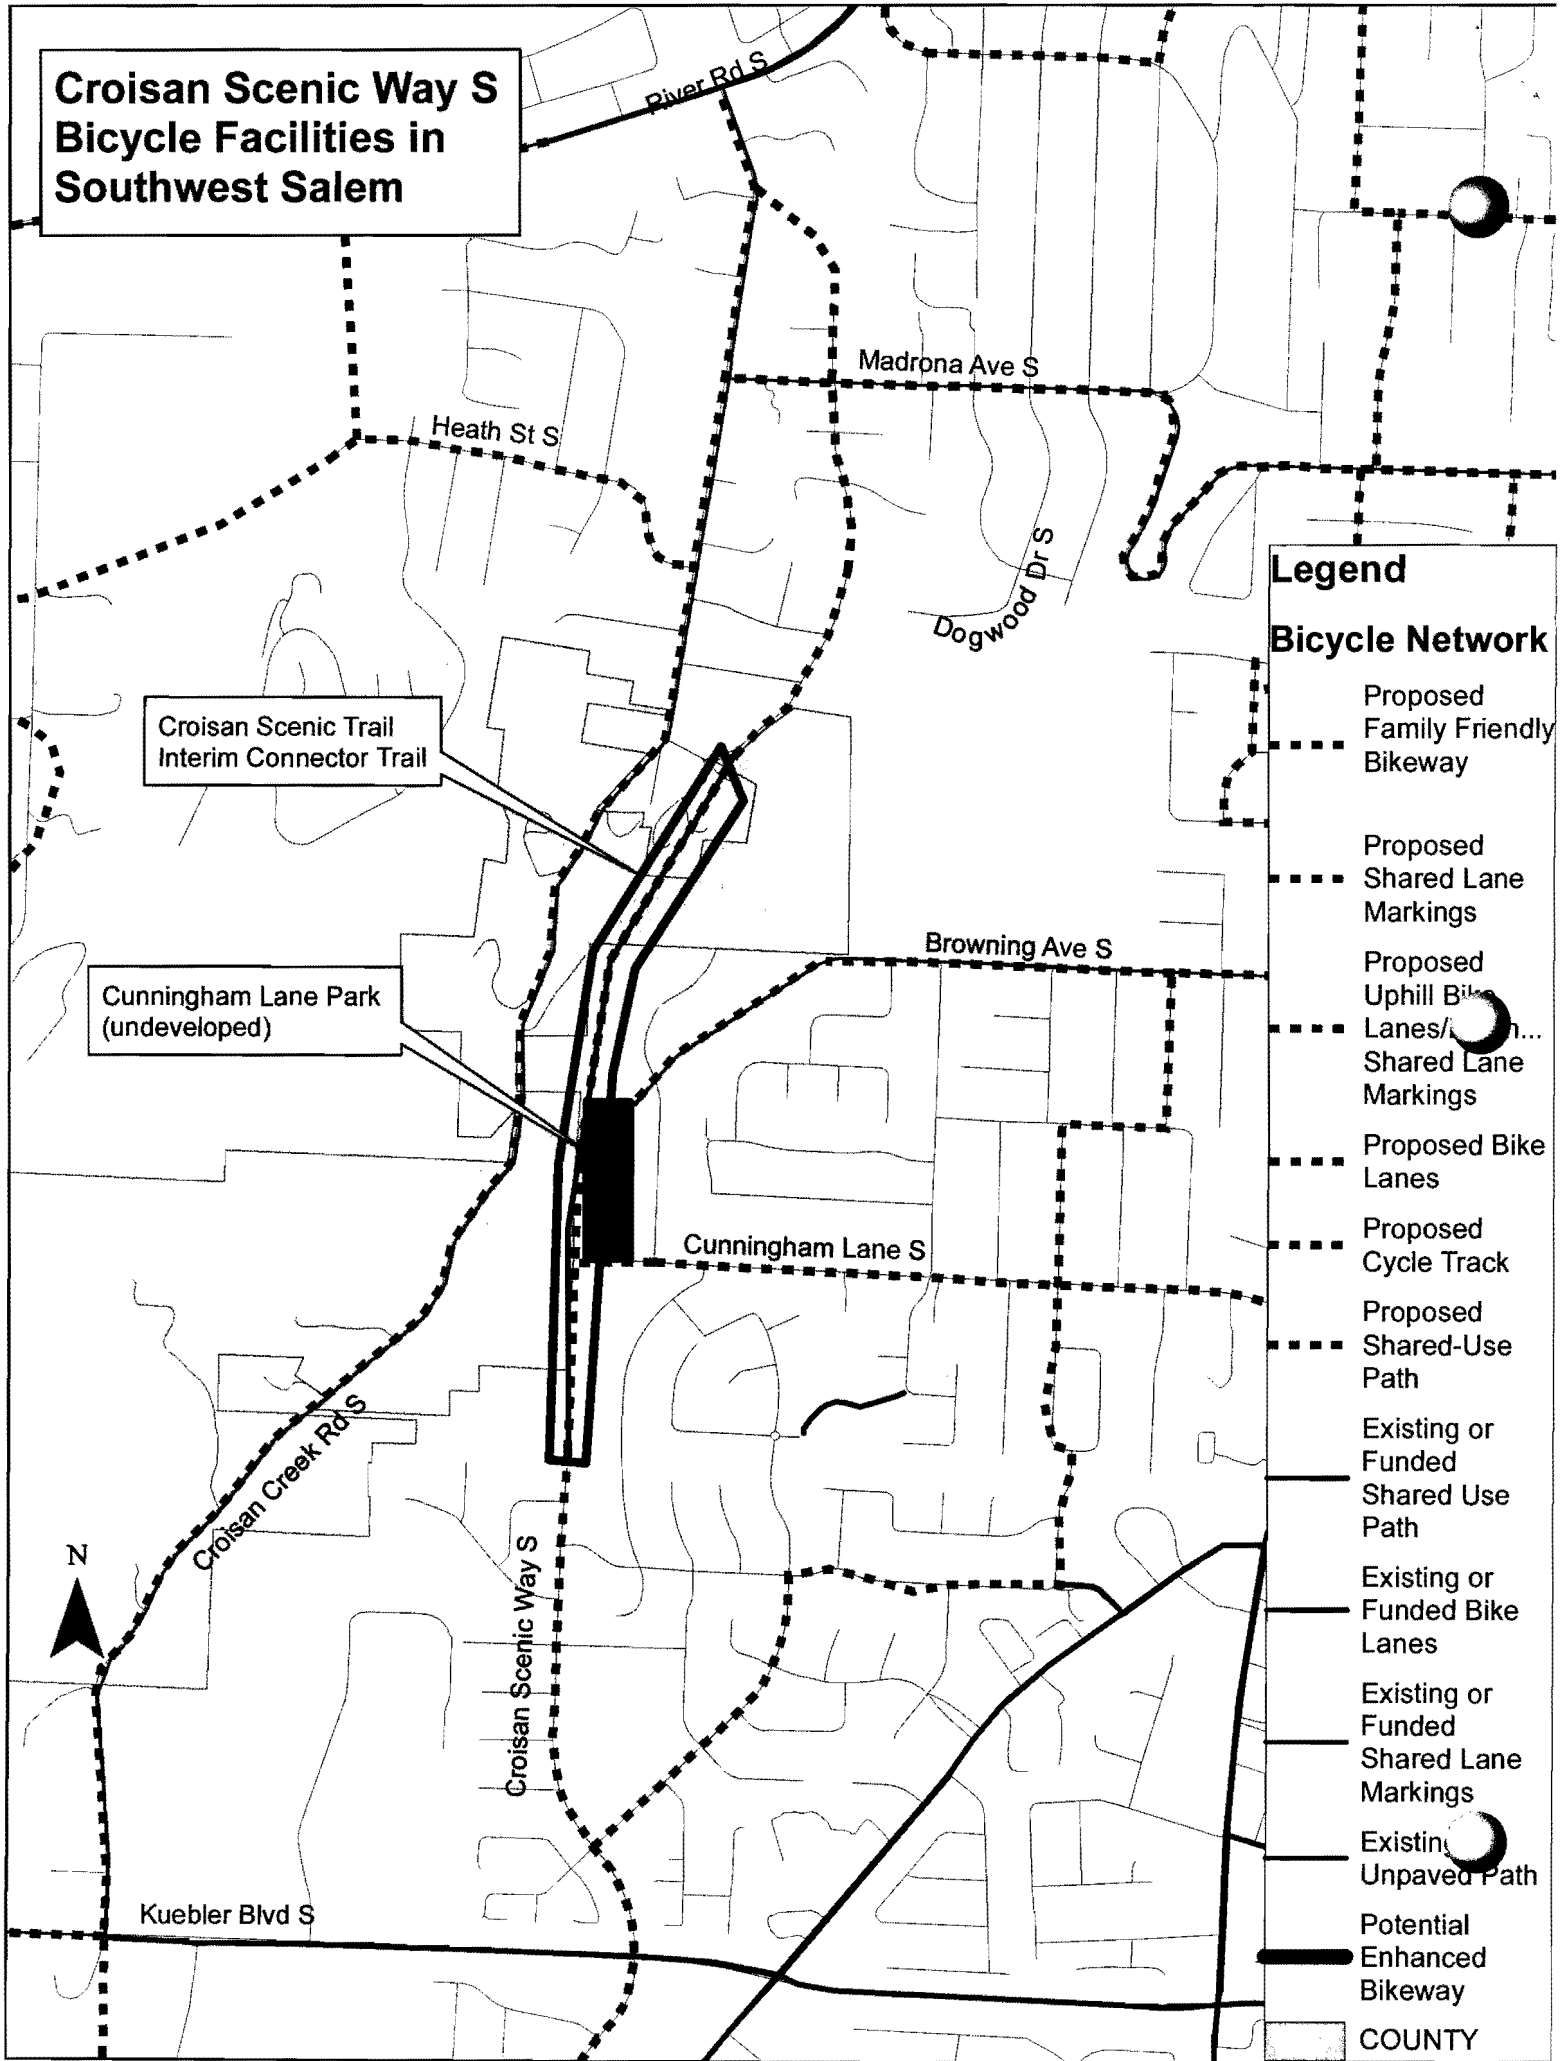 Croisan Scenic Way S
Bicycle Facilities in
Southwest Salem
River Rd S
Madrona Ave S
Heath St S
Dogwood Dr S
Croisan Scenic Trail
Interim Connector Trail
Browning Ave S
Cunningham Lane Park
(undeveloped)
Cunningham Lane S
Croisan Creek Rd S
N
Croisan Scenic Way S
Kuebler Blvd S
Legend
Bicycle Network
Proposed
Family Friendly
Bikeway
Proposed
Shared Lane
Markings
Proposed
Uphill Bike
Shared Lane
Markings
Proposed Bike
Lanes
Proposed
Cycle Track
Proposed
Shared-Use
Path
Existing or
Funded
Shared Use
Path
Existing or
Funded Bike
Lanes
Existing or
Funded
Shared Lane
Markings
Existing
Unpaved Path
Potential
Enhanced
Bikeway
COUNTY